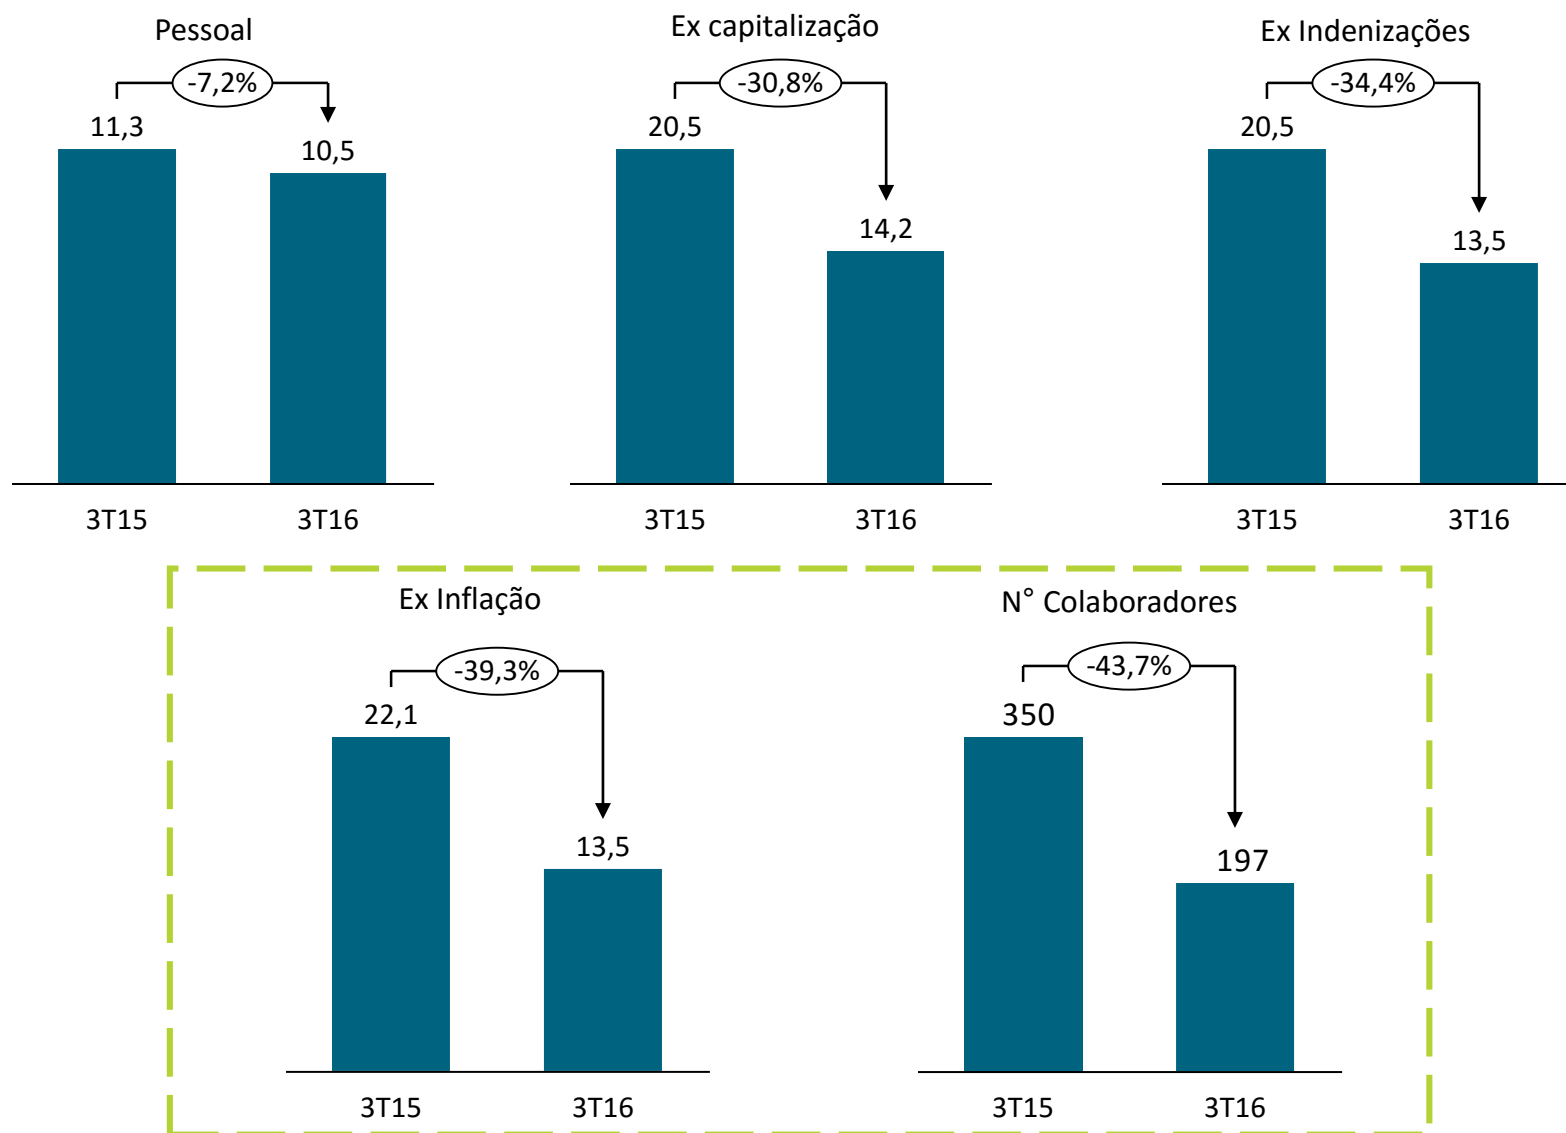 Pessoal
-7,2%
11,3
10,5
3T15
3T16
Ex capitalização
-30,8%
20,5
14,2
3T15
3T16
Ex Indenizações
-34,4%
20,5
13,5
3T15
3T16
Ex Inflação
-39,3%
22,1
13,5
3T15
3T16
N° Colaboradores
-43,7%
350
197
3T15
3T16